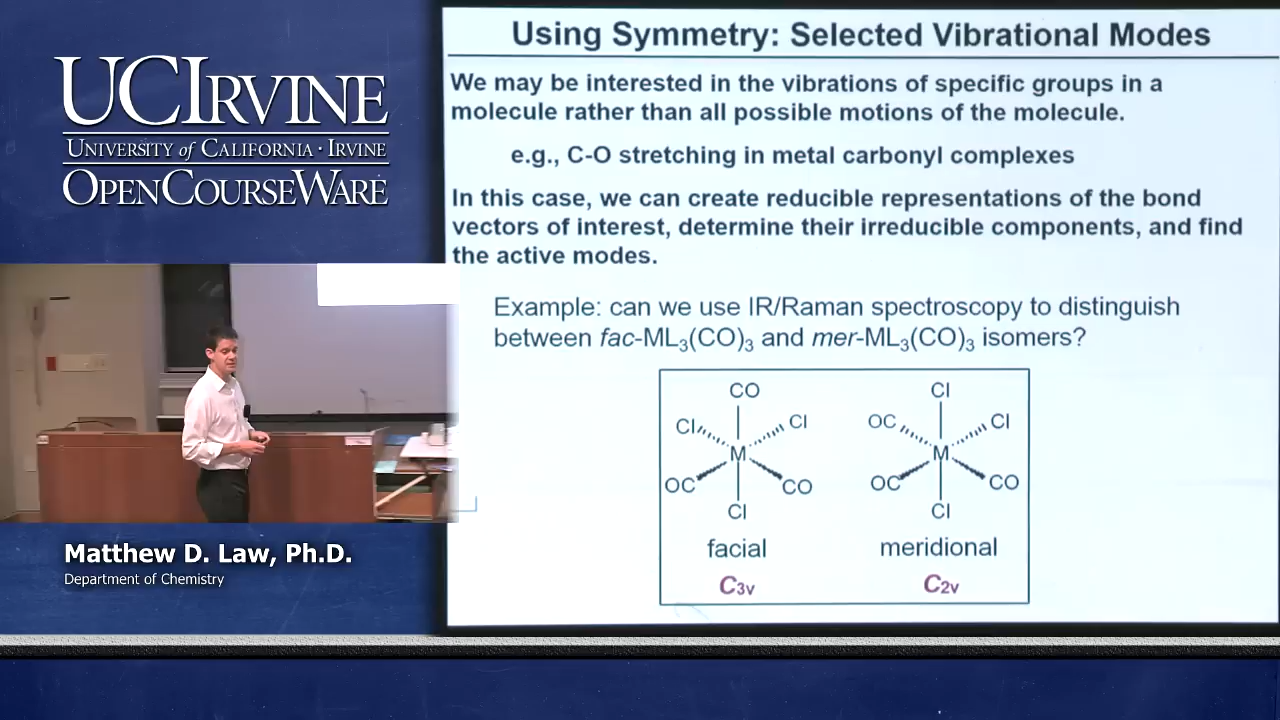 UCIRVINE
UNIVERSITY of CALIFORNIA · IRVINE
OPENCOURSEWARE
Matthew D. Law, Ph.D.
Department of Chemistry
Using Symmetry: Selected Vibrational Modes
We may be interested in the vibrations of specific groups in a
molecule rather than all possible motions of the molecule.
e.g., C-O stretching in metal carbonyl complexes
In this case, we can create reducible representations of the bond
vectors of interest, determine their irreducible components, and find
the active modes.
Example: can we use IR/Raman spectroscopy to distinguish
between fac-ML₃(CO)₃ and mer-ML₃(CO)₃ isomers?
CO
Cl
Cl
M
OC
CO
Cl
facial
C3v
Cl
OC
Cl
M
OC
CO
Cl
meridional
C2v